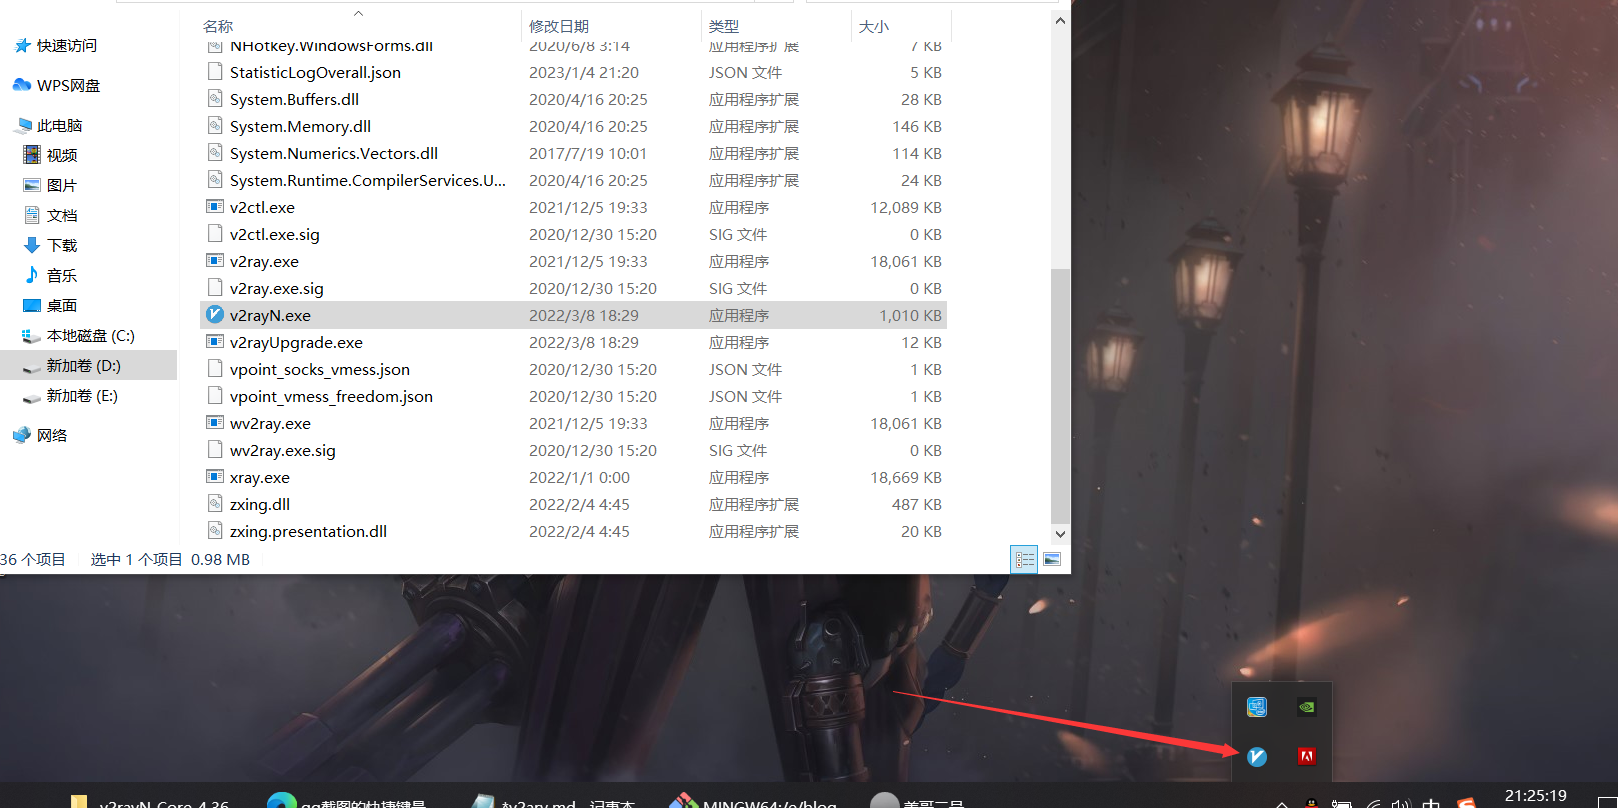 名称 修改日期 类型 大小
快速访问
WPS网盘
此电脑
视频
图片
文档
下载
音乐
桌面
本地磁盘 (C:)
新加卷 (D:)
新加卷 (E:)
网络
NHotkey.WindowsForms.dll 2020/6/8 3:14 应用程序扩展 7 KB
StatisticLogOverall.json 2023/1/4 21:20 JSON 文件 5 KB
System.Buffers.dll 2020/4/16 20:25 应用程序扩展 28 KB
System.Memory.dll 2020/4/16 20:25 应用程序扩展 146 KB
System.Numerics.Vectors.dll 2017/7/19 10:01 应用程序扩展 114 KB
System.Runtime.CompilerServices.U... 2020/4/16 20:25 应用程序扩展 24 KB
v2ctl.exe 2021/12/5 19:33 应用程序 12,089 KB
v2ctl.exe.sig 2020/12/30 15:20 SIG 文件 0 KB
v2ray.exe 2021/12/5 19:33 应用程序 18,061 KB
v2ray.exe.sig 2020/12/30 15:20 SIG 文件 0 KB
v2rayN.exe 2022/3/8 18:29 应用程序 1,010 KB
v2rayUpgrade.exe 2022/3/8 18:29 应用程序 12 KB
vpoint_socks_vmess.json 2020/12/30 15:20 JSON 文件 1 KB
vpoint_vmess_freedom.json 2020/12/30 15:20 JSON 文件 1 KB
wv2ray.exe 2021/12/5 19:33 应用程序 18,061 KB
wv2ray.exe.sig 2020/12/30 15:20 SIG 文件 0 KB
xray.exe 2022/1/1 0:00 应用程序 18,669 KB
zxing.dll 2022/2/4 4:45 应用程序扩展 487 KB
zxing.presentation.dll 2022/2/4 4:45 应用程序扩展 20 KB
36 个项目 选中 1 个项目 0.98 MB
v2rayN-Core-4.36 qq截图的快捷键是 *v2ary.md - 记事本 MINGW64:/e/blog 中 21:25:19